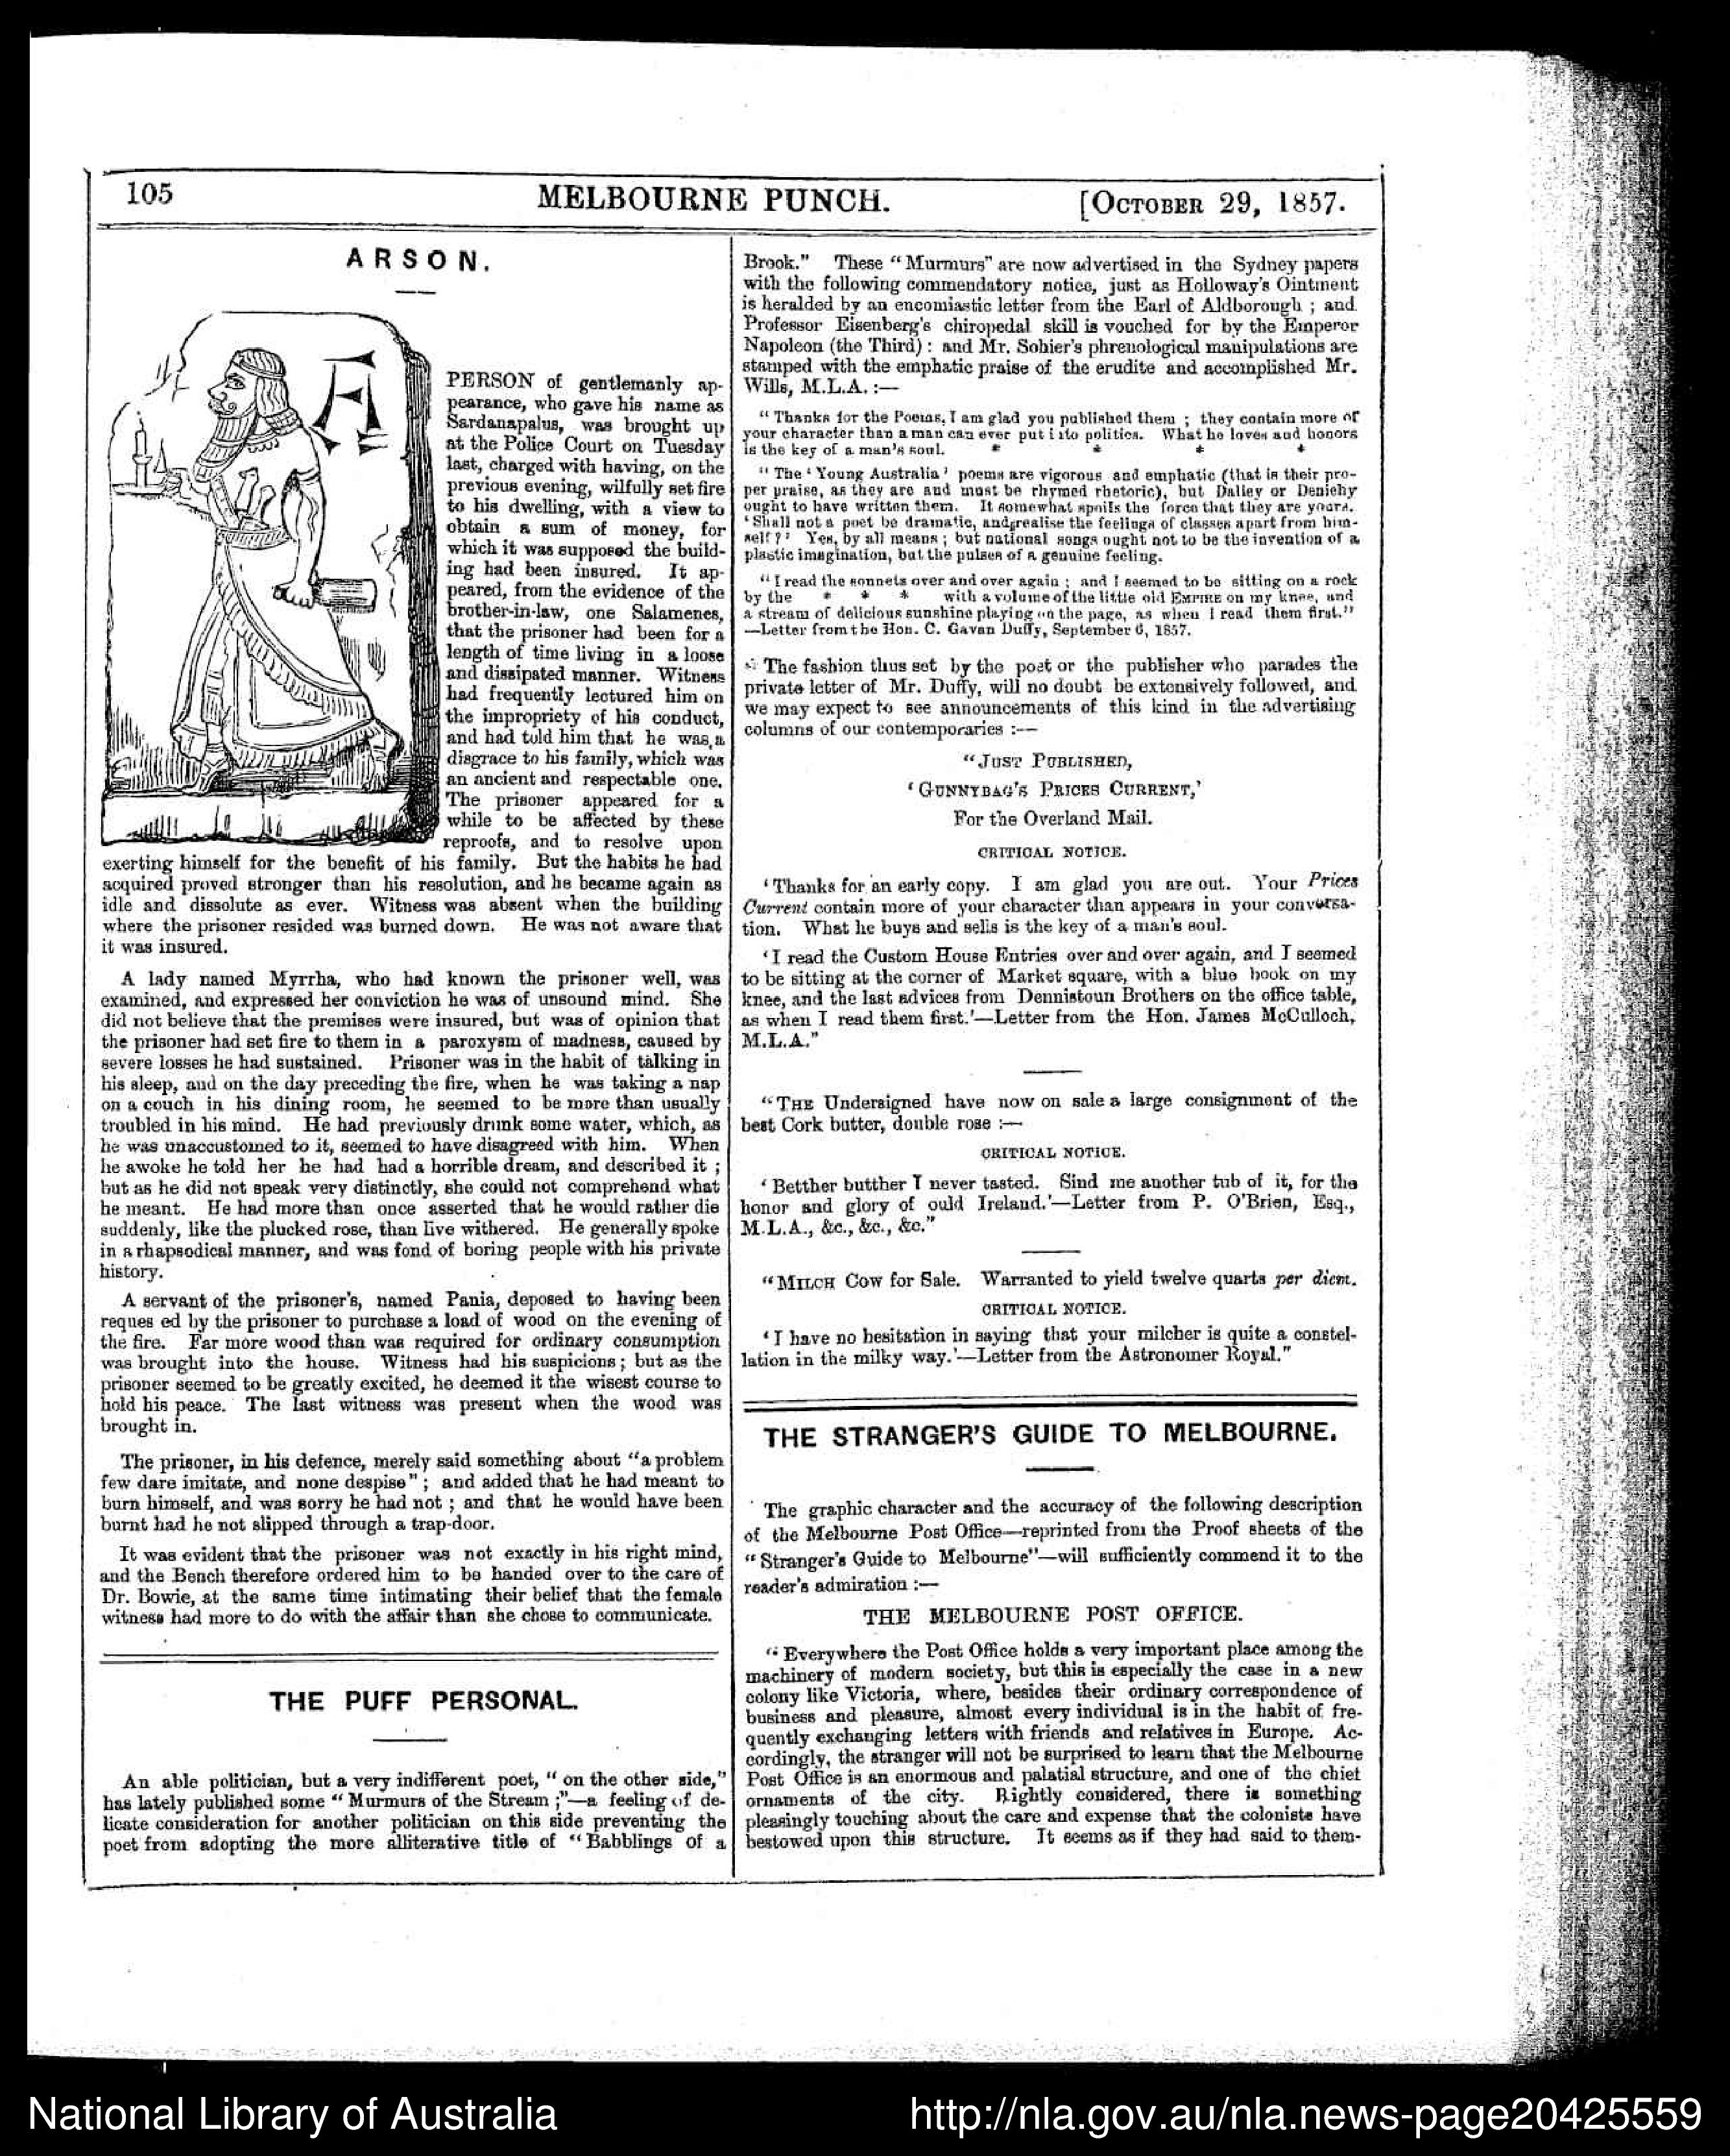 105
MELBOURNE PUNCH.
[OCTOBER 29, 1857.
ARSON.
PERSON of gentlemanly ap-
pearance, who gave his name as
Sardanapalus, was brought up
at the Police Court on Tuesday
last, charged with having, on the
previous evening, wilfully set fire
to his dwelling, with a view to
obtain a sum of money, for
which it was supposed the build-
ing had been insured. It ap-
peared, from the evidence of the
brother-in-law, one Salamenes,
that the prisoner had been for a
length of time living in a loose
and dissipated manner. Witness
had frequently lectured him on
the impropriety of his conduct,
and had told him that he was a
disgrace to his family, which was
an ancient and respectable one.
The prisoner appeared for a
while to be affected by these
reproofs, and to resolve upon
exerting himself for the benefit of his family. But the habits he had
acquired proved stronger than his resolution, and he became again as
idle and dissolute as ever. Witness was absent when the building
where the prisoner resided was burned down. He was not aware that
it was insured.
A lady named Myrrha, who had known the prisoner well, was
examined, and expressed her conviction he was of unsound mind. She
did not believe that the premises were insured, but was of opinion that
the prisoner had set fire to them in a paroxysm of madness, caused by
severe losses he had sustained. Prisoner was in the habit of talking in
his sleep, and on the day preceding the fire, when he was taking a nap
on a couch in his dining room, he seemed to be more than usually
troubled in his mind. He had previously drunk some water, which, as
he was unaccustomed to it, seemed to have disagreed with him. When
he awoke he told her he had had a horrible dream, and described it ;
but as he did not speak very distinctly, she could not comprehend what
he meant. He had more than once asserted that he would rather die
suddenly, like the plucked rose, than live withered. He generally spoke
in a rhapsodical manner, and was fond of boring people with his private
history.
A servant of the prisoner's, named Pania, deposed to having been
reques ed by the prisoner to purchase a load of wood on the evening of
the fire. Far more wood than was required for ordinary consumption
was brought into the house. Witness had his suspicions ; but as the
prisoner seemed to be greatly excited, he deemed it the wisest course to
hold his peace. The last witness was present when the wood was
brought in.
The prisoner, in his defence, merely said something about "a problem
few dare imitate, and none despise" ; and added that he had meant to
burn himself, and was sorry he had not ; and that he would have been
burnt had he not slipped through a trap-door.
It was evident that the prisoner was not exactly in his right mind,
and the Bench therefore ordered him to be handed over to the care of
Dr. Bowie, at the same time intimating their belief that the female
witness had more to do with the affair than she chose to communicate.
THE PUFF PERSONAL.
An able politician, but a very indifferent poet, " on the other side,"
has lately published some " Murmurs of the Stream ;"—a feeling of de-
licate consideration for another politician on this side preventing the
poet from adopting the more alliterative title of " Babblings of a
Brook." These " Murmurs" are now advertised in the Sydney papers
with the following commendatory notice, just as Holloway's Ointment
is heralded by an encomiastic letter from the Earl of Aldborough ; and
Professor Eisenberg's chiropedal skill is vouched for by the Emperor
Napoleon (the Third) : and Mr. Sohier's phrenological manipulations are
stamped with the emphatic praise of the erudite and accomplished Mr.
Wills, M.L.A. :—
" Thanks for the Poems, I am glad you published them ; they contain more of
your character than a man can ever put i ito politics. What he loves and honors
is the key of a man's soul. * * * *
" The ' Young Australia ' poems are vigorous and emphatic (that is their pro-
per praise, as they are and must be rhymed rhetoric), but Dalley or Deniehy
ought to have written them. It somewhat spoils the force that they are yours.
' Shall not a poet be dramatic, and realise the feelings of classes apart from him-
self ? ' Yes, by all means ; but national songs ought not to be the invention of a
plastic imagination, but the pulses of a genuine feeling.
" I read the sonnets over and over again ; and I seemed to be sitting on a rock
by the * * * with a volume of the little old EMPIRE on my knee, and
a stream of delicious sunshine playing on the page, as when I read them first."
—Letter from the Hon. C. Gavan Duffy, September 6, 1857.
The fashion thus set by the poet or the publisher who parades the
private letter of Mr. Duffy, will no doubt be extensively followed, and
we may expect to see announcements of this kind in the advertising
columns of our contemporaries :—
"JUST PUBLISHED,
' GUNNYBAG'S PRICES CURRENT,'
For the Overland Mail.
CRITICAL NOTICE.
' Thanks for an early copy. I am glad you are out. Your Prices
Current contain more of your character than appears in your conversa-
tion. What he buys and sells is the key of a man's soul.
' I read the Custom House Entries over and over again, and I seemed
to be sitting at the corner of Market square, with a blue book on my
knee, and the last advices from Dennistoun Brothers on the office table,
as when I read them first.'—Letter from the Hon. James McCulloch,
M.L.A."
"THE Undersigned have now on sale a large consignment of the
best Cork butter, double rose :—
CRITICAL NOTICE.
' Betther butther I never tasted. Sind me another tub of it, for the
honor and glory of ould Ireland.'—Letter from P. O'Brien, Esq.,
M.L.A., &c., &c., &c."
"MILCH Cow for Sale. Warranted to yield twelve quarts per diem.
CRITICAL NOTICE.
' I have no hesitation in saying that your milcher is quite a constel-
lation in the milky way.'—Letter from the Astronomer Royal."
THE STRANGER'S GUIDE TO MELBOURNE.
The graphic character and the accuracy of the following description
of the Melbourne Post Office—reprinted from the Proof sheets of the
" Stranger's Guide to Melbourne"—will sufficiently commend it to the
reader's admiration :—
THE MELBOURNE POST OFFICE.
" Everywhere the Post Office holds a very important place among the
machinery of modern society, but this is especially the case in a new
colony like Victoria, where, besides their ordinary correspondence of
business and pleasure, almost every individual is in the habit of fre-
quently exchanging letters with friends and relatives in Europe. Ac-
cordingly, the stranger will not be surprised to learn that the Melbourne
Post Office is an enormous and palatial structure, and one of the chief
ornaments of the city. Rightly considered, there is something
pleasingly touching about the care and expense that the colonists have
bestowed upon this structure. It seems as if they had said to them-
National Library of Australia
http://nla.gov.au/nla.news-page20425559